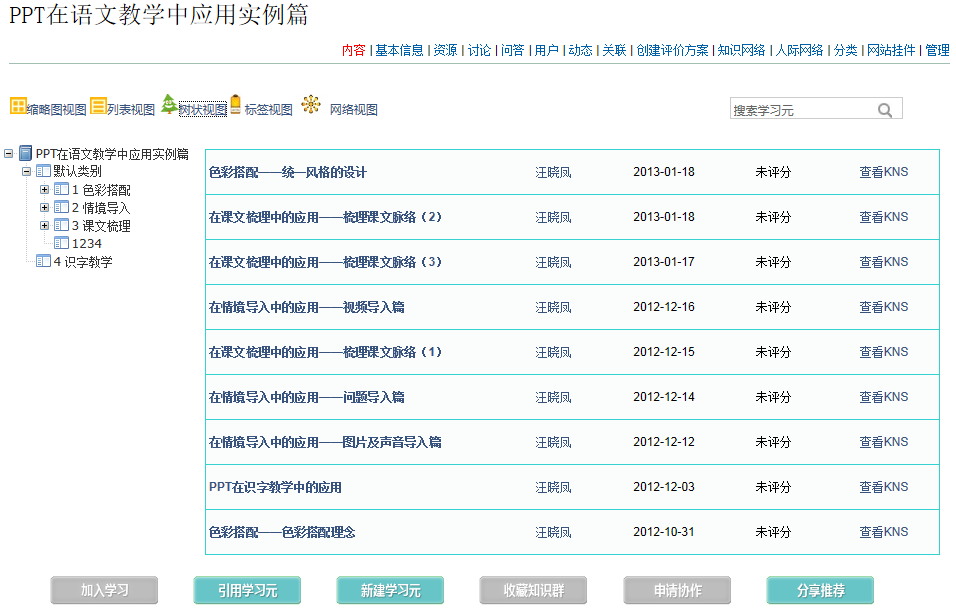 PPT在语文教学中应用实例篇
内容 | 基本信息 | 资源 | 讨论 | 问答 | 用户 | 动态 | 关联 | 创建评价方案 | 知识网络 | 人际网络 | 分类 | 网站挂件 | 管理
缩略图视图 列表视图 树状视图 标签视图 网络视图 搜索学习元
PPT在语文教学中应用实例篇
默认类别
1 色彩搭配
2 情境导入
3 课文梳理
1234
4 识字教学
色彩搭配——统一风格的设计 汪晓凤 2013-01-18 未评分 查看KNS
在课文梳理中的应用——梳理课文脉络（2） 汪晓凤 2013-01-18 未评分 查看KNS
在课文梳理中的应用——梳理课文脉络（3） 汪晓凤 2013-01-17 未评分 查看KNS
在情境导入中的应用——视频导入篇 汪晓凤 2012-12-16 未评分 查看KNS
在课文梳理中的应用——梳理课文脉络（1） 汪晓凤 2012-12-15 未评分 查看KNS
在情境导入中的应用——问题导入篇 汪晓凤 2012-12-14 未评分 查看KNS
在情境导入中的应用——图片及声音导入篇 汪晓凤 2012-12-12 未评分 查看KNS
PPT在识字教学中的应用 汪晓凤 2012-12-03 未评分 查看KNS
色彩搭配——色彩搭配理念 汪晓凤 2012-10-31 未评分 查看KNS
加入学习 引用学习元 新建学习元 收藏知识群 申请协作 分享推荐